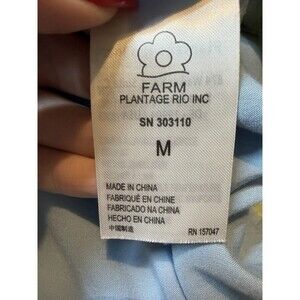 FARM
PLANTAGE RIO INC
SN 303110
M
MADE IN CHINA
FABRIQUÉ EN CHINE
FABRICADO NA CHINA
HECHO EN CHINA
中国制造 RN 157047